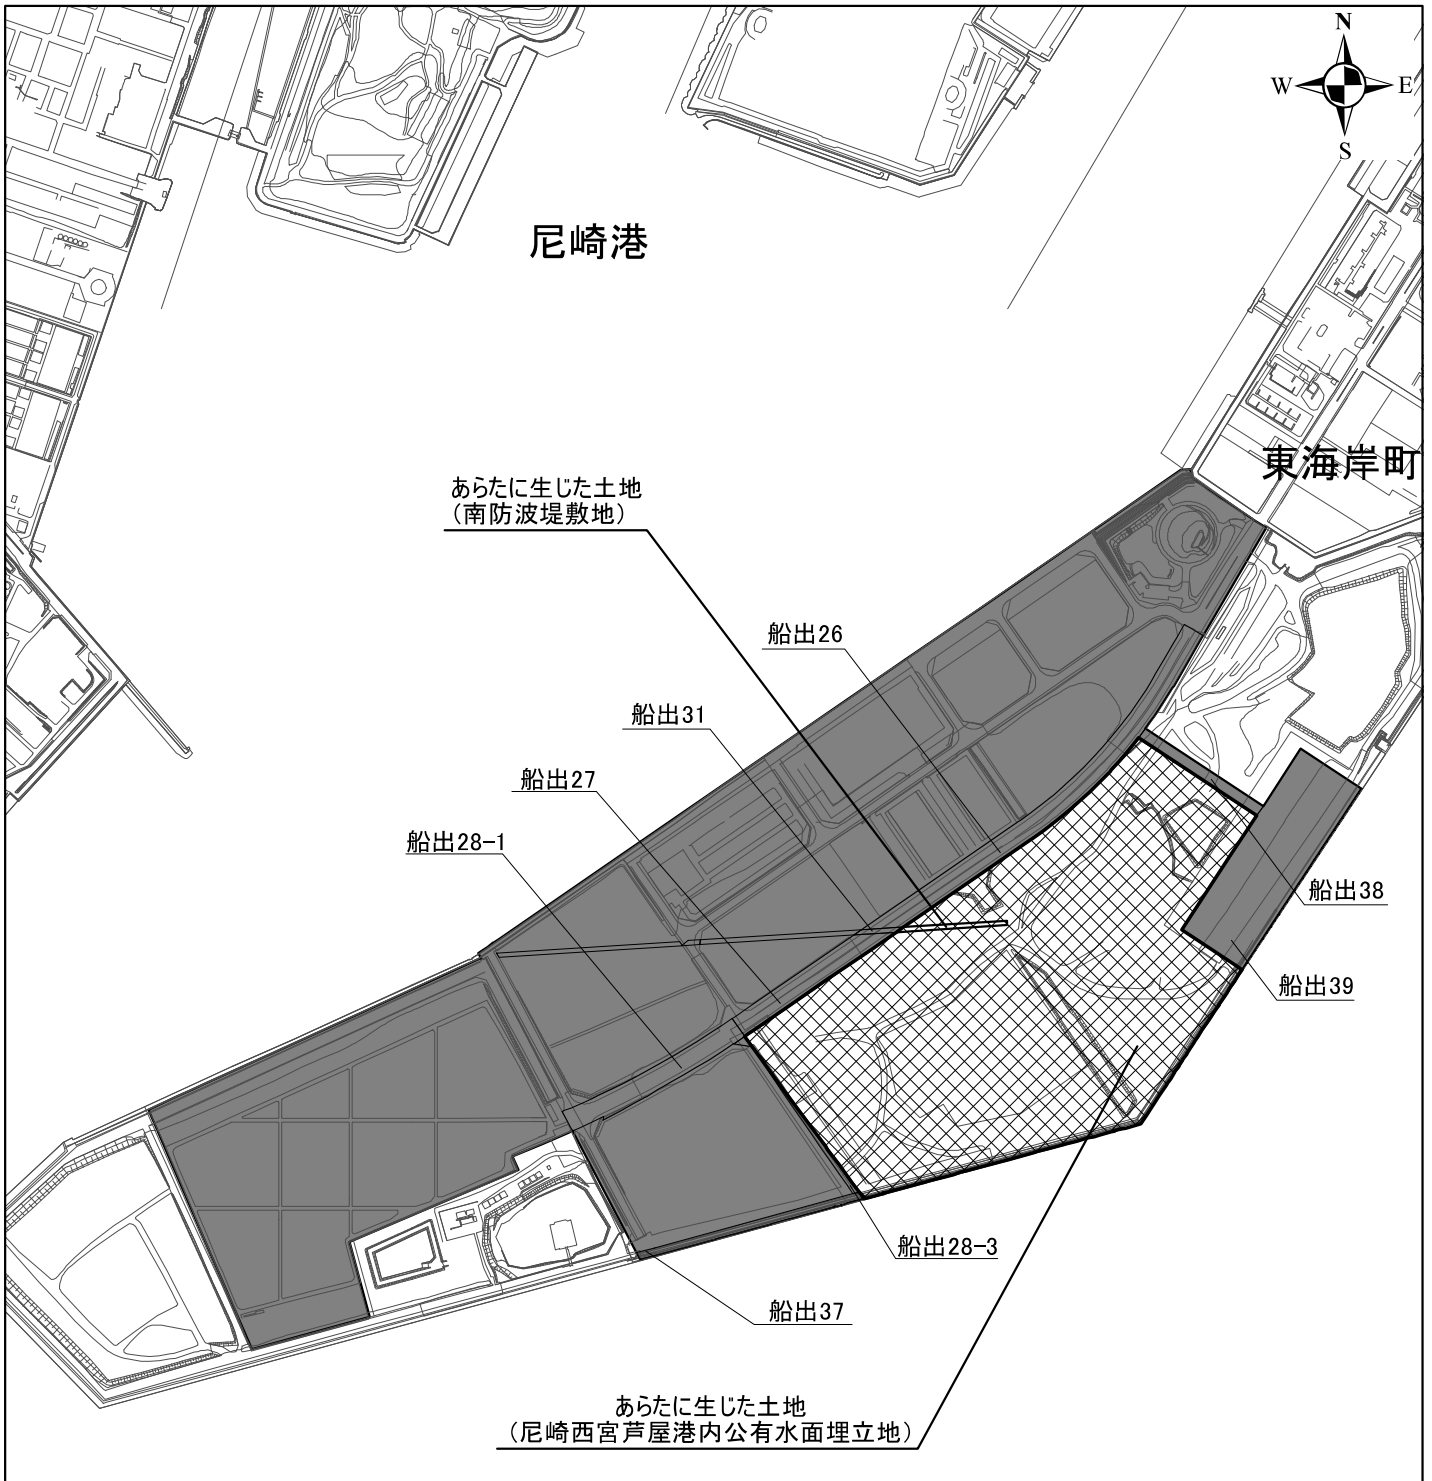 N
W
E
S
尼崎港
東海岸町
あらたに生じた土地
（南防波堤敷地）
船出26
船出31
船出27
船出28-1
船出38
船出39
船出28-3
船出37
あらたに生じた土地
（尼崎西宮芦屋港内公有水面埋立地）